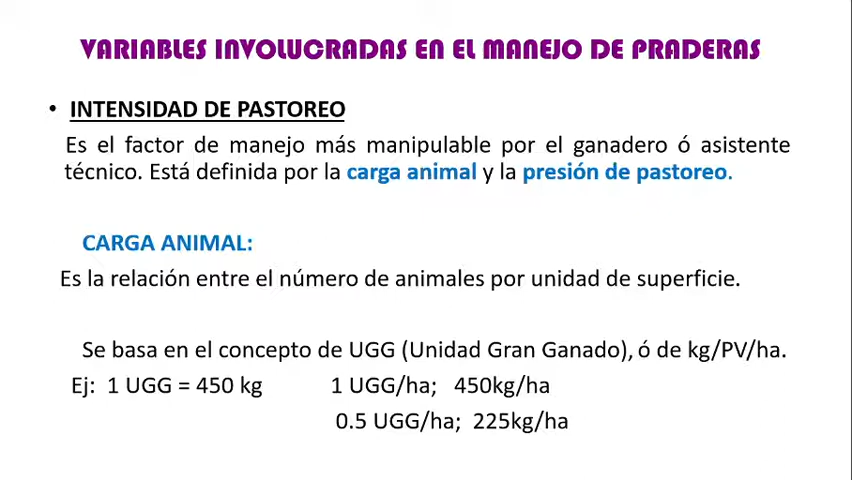 VARIABLES INVOLUCRADAS EN EL MANEJO DE PRADERAS
• INTENSIDAD DE PASTOREO
Es el factor de manejo más manipulable por el ganadero ó asistente
técnico. Está definida por la carga animal y la presión de pastoreo.
CARGA ANIMAL:
Es la relación entre el número de animales por unidad de superficie.
Se basa en el concepto de UGG (Unidad Gran Ganado), ó de kg/PV/ha.
Ej: 1 UGG = 450 kg 1 UGG/ha; 450kg/ha
0.5 UGG/ha; 225kg/ha